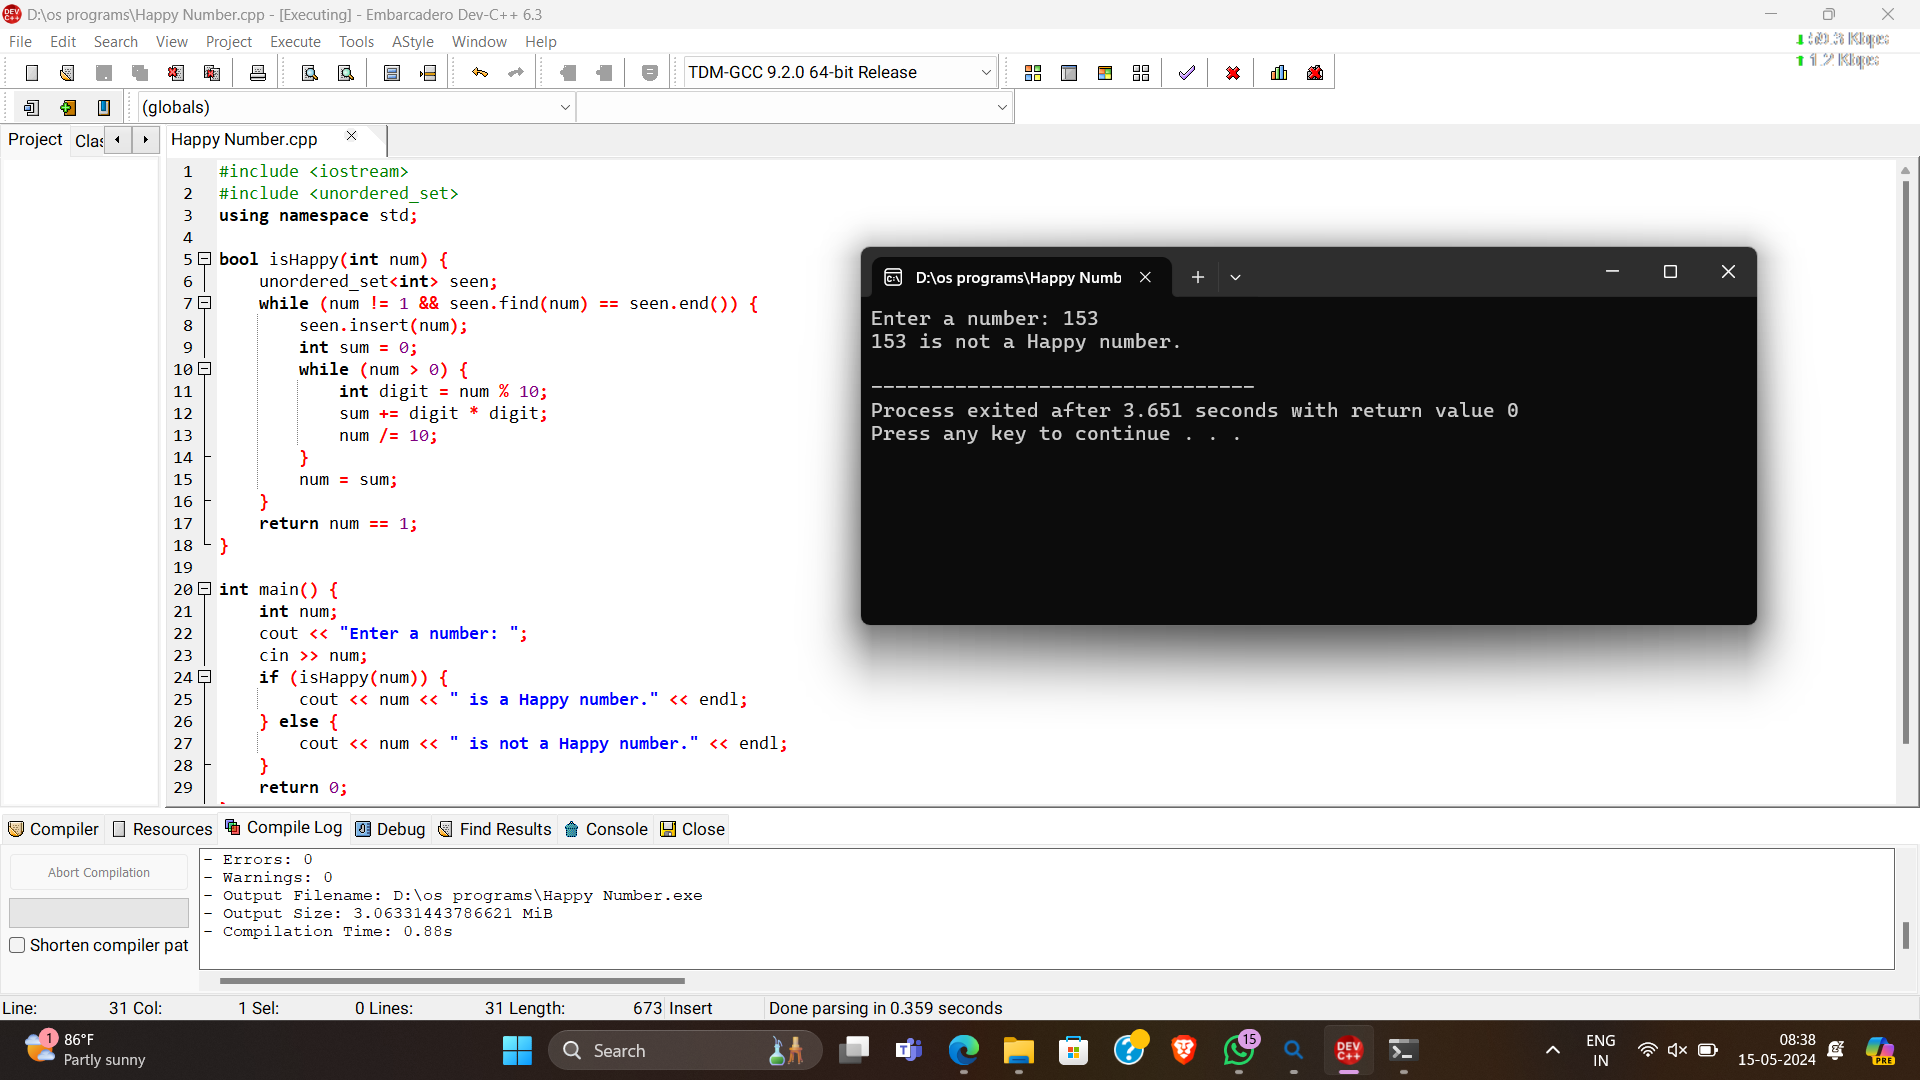 D:\os programs\Happy Number.cpp - [Executing] - Embarcadero Dev-C++ 6.3
File Edit Search View Project Execute Tools AStyle Window Help
50.3 Kbps
1.2 Kbps
TDM-GCC 9.2.0 64-bit Release
(globals)
Project Clas
Happy Number.cpp
1 #include <iostream>
2 #include <unordered_set>
3 using namespace std;
4
5 bool isHappy(int num) {
6 unordered_set<int> seen;
7 while (num != 1 && seen.find(num) == seen.end()) {
8 seen.insert(num);
9 int sum = 0;
10 while (num > 0) {
11 int digit = num % 10;
12 sum += digit * digit;
13 num /= 10;
14 }
15 num = sum;
16 }
17 return num == 1;
18 }
19
20 int main() {
21 int num;
22 cout << "Enter a number: ";
23 cin >> num;
24 if (isHappy(num)) {
25 cout << num << " is a Happy number." << endl;
26 } else {
27 cout << num << " is not a Happy number." << endl;
28 }
29 return 0;
D:\os programs\Happy Numb
Enter a number: 153
153 is not a Happy number.
--------------------------------
Process exited after 3.651 seconds with return value 0
Press any key to continue . . .
Compiler Resources Compile Log Debug Find Results Console Close
Abort Compilation
Shorten compiler pat
- Errors: 0
- Warnings: 0
- Output Filename: D:\os programs\Happy Number.exe
- Output Size: 3.06331443786621 MiB
- Compilation Time: 0.88s
Line: 31 Col: 1 Sel: 0 Lines: 31 Length: 673 Insert Done parsing in 0.359 seconds
1
86°F
Partly sunny
Search
15
DEV
C++
ENG
IN
08:38
15-05-2024
PRE